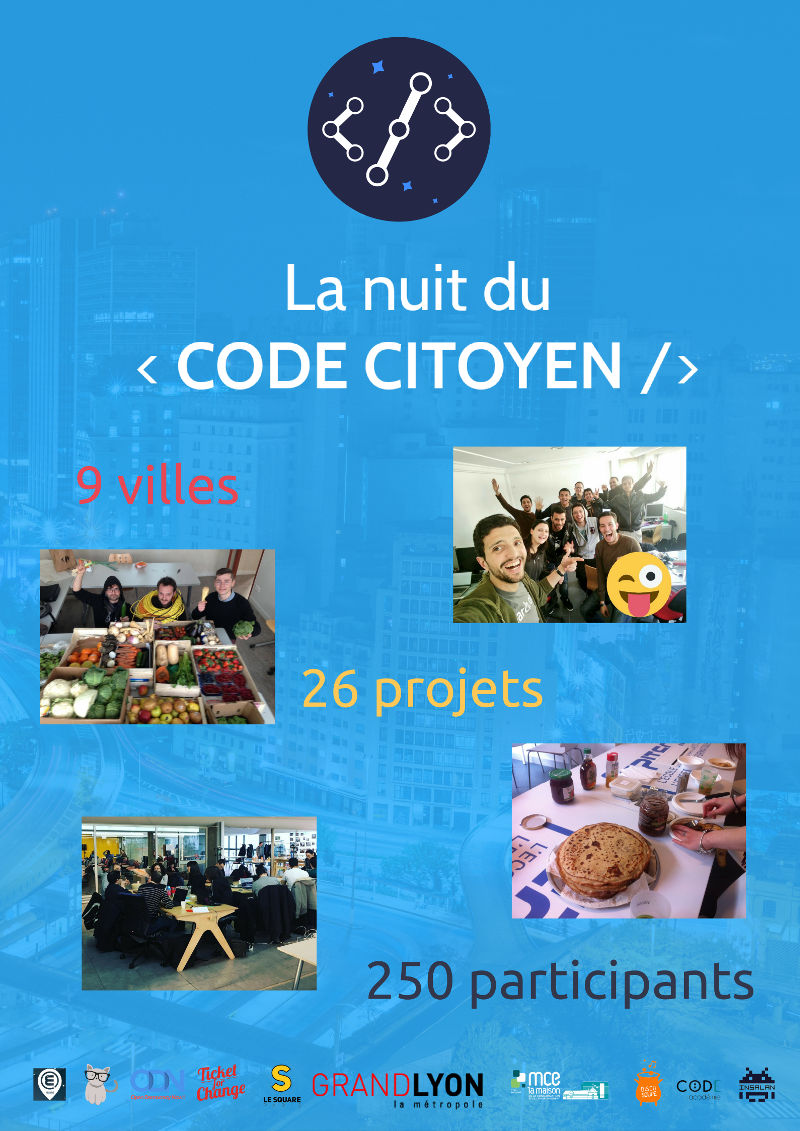 La nuit du
< CODE CITOYEN />
9 villes
26 projets
250 participants
Ticket
for
Change
S
LE SQUARE
GRANDLYON
la métropole
mce
la maison
CODE
académie
INSALAN